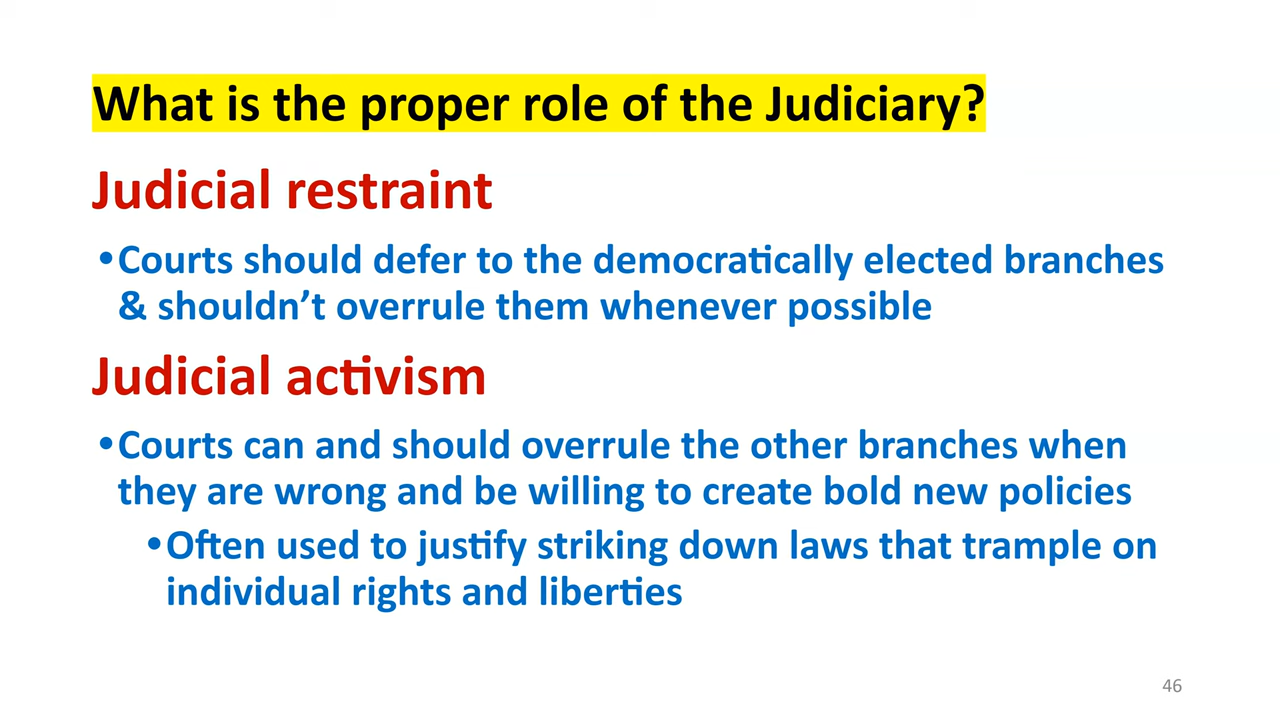 What is the proper role of the Judiciary?
Judicial restraint
•Courts should defer to the democratically elected branches
& shouldn’t overrule them whenever possible
Judicial activism
•Courts can and should overrule the other branches when
they are wrong and be willing to create bold new policies
•Often used to justify striking down laws that trample on
individual rights and liberties
46